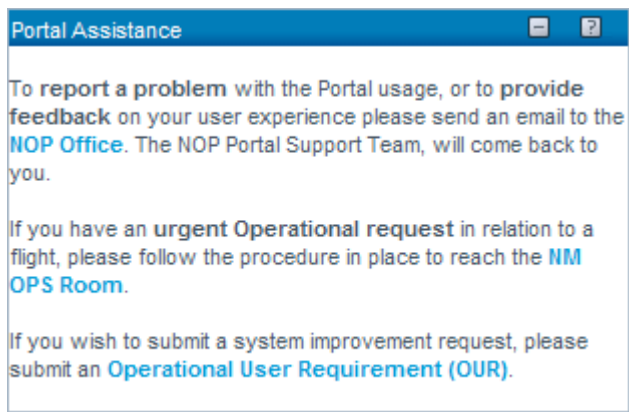 Portal Assistance
To report a problem with the Portal usage, or to provide
feedback on your user experience please send an email to the
NOP Office. The NOP Portal Support Team, will come back to
you.
If you have an urgent Operational request in relation to a
flight, please follow the procedure in place to reach the NM
OPS Room.
If you wish to submit a system improvement request, please
submit an Operational User Requirement (OUR).